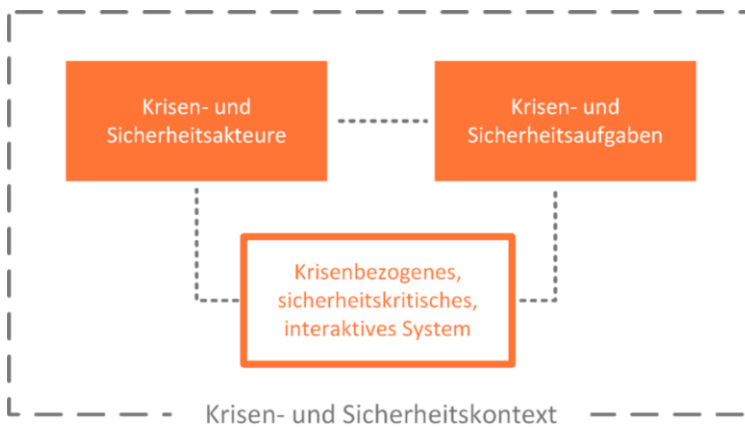 Krisen- und
Sicherheitsakteure
Krisen- und
Sicherheitsaufgaben
Krisenbezogenes,
sicherheitskritisches,
interaktives System
Krisen- und Sicherheitskontext